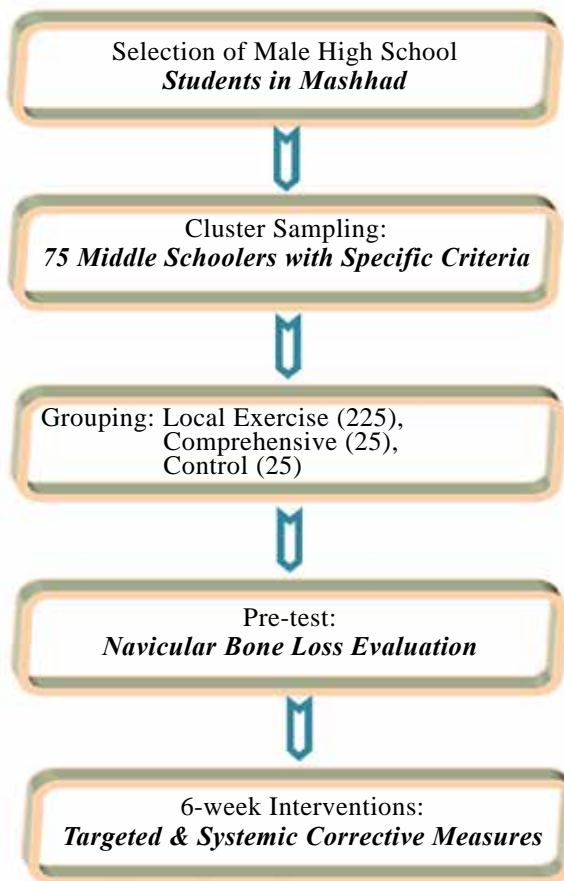 Selection of Male High School
Students in Mashhad
Cluster Sampling:
75 Middle Schoolers with Specific Criteria
Grouping: Local Exercise (225),
Comprehensive (25),
Control (25)
Pre-test:
Navicular Bone Loss Evaluation
6-week Interventions:
Targeted & Systemic Corrective Measures